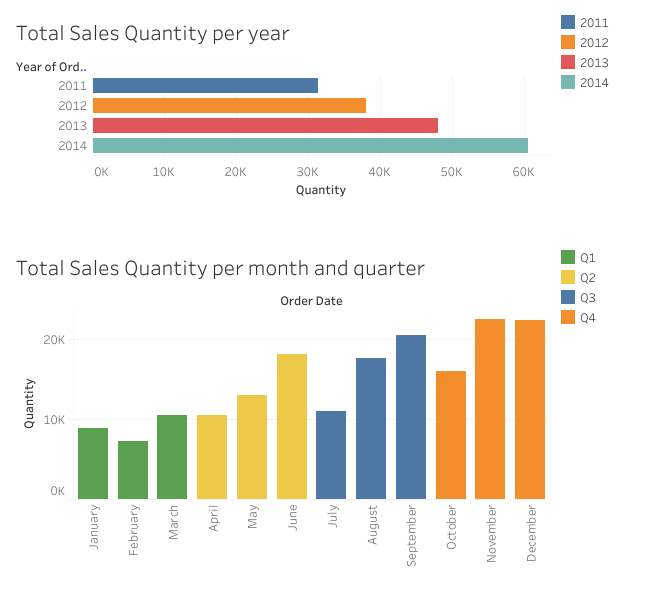 Total Sales Quantity per year
2011
2012
2013
2014
Year of Ord..
2011
2012
2013
2014
0K 10K 20K 30K 40K 50K 60K
Quantity
Total Sales Quantity per month and quarter
Q1
Q2
Q3
Q4
Order Date
20K
10K
0K
Quantity
January
February
March
April
May
June
July
August
September
October
November
December